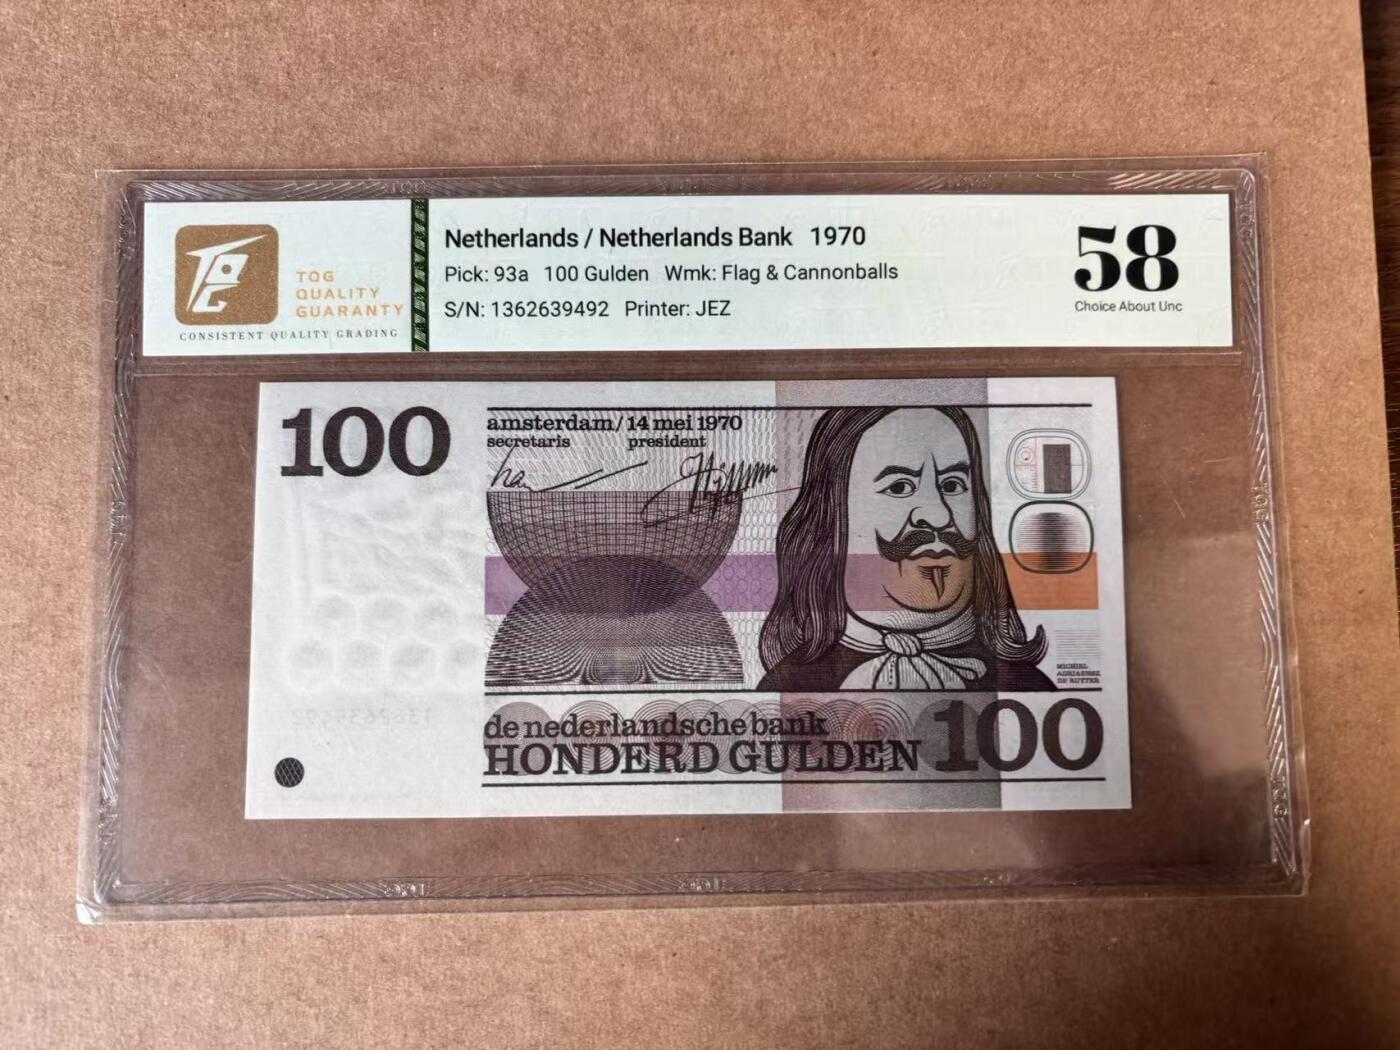 TQG
QUALITY
GUARANTY
CONSISTENT QUALITY GRADING
Netherlands / Netherlands Bank 1970
Pick: 93a 100 Gulden Wmk: Flag & Cannonballs
S/N: 1362639492 Printer: JEZ
58
Choice About Unc
100
amsterdam/14 mei 1970
secretaris president
MICHIEL
ADRIAENSZ
DE RUYTER
de nederlandsche bank
HONDERD GULDEN 100